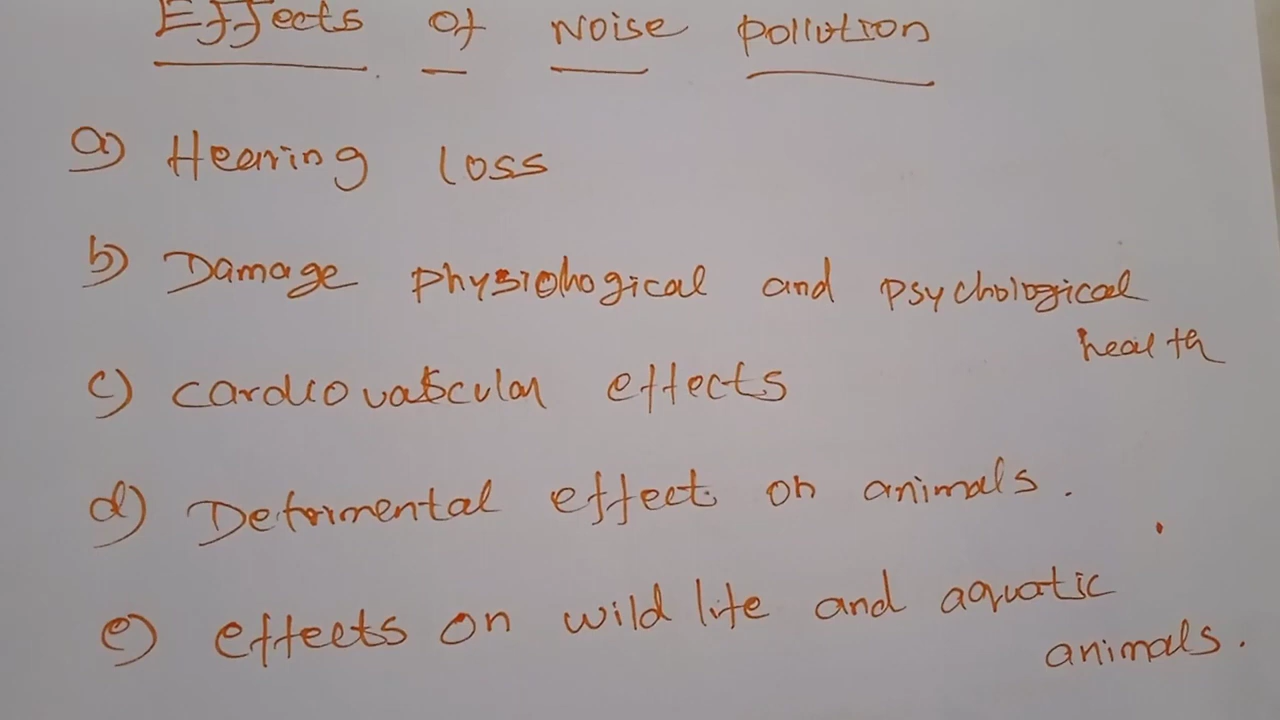 Effects of Noise pollution
a) Hearing loss
b) Damage physiohogical and psychological
health
c) cardiovascular effects
d) Detrimental effect on animals.
e) effects on wild life and aquatic
animals.